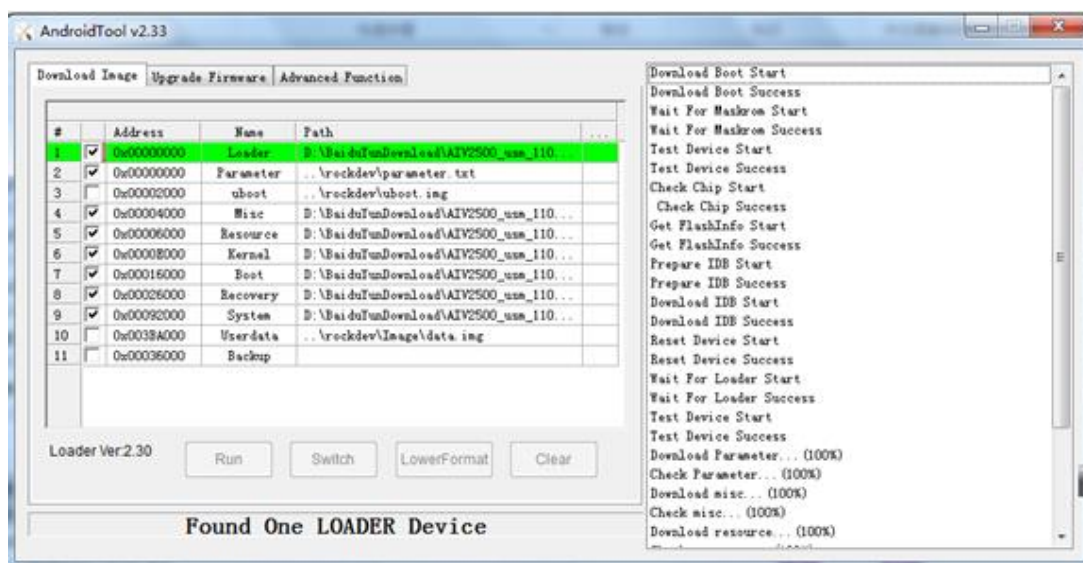 AndroidTool v2.33
Download Image Upgrade Firmware Advanced Function
# Address Name Path ...
1 0x00000000 Loader D:\BaiduYunDownload\AIV2500_usm_110...
2 0x00000000 Parameter ..\rockdev\parameter.txt
3 0x00002000 uboot ..\rockdev\uboot.img
4 0x00004000 Misc D:\BaiduYunDownload\AIV2500_usm_110...
5 0x00006000 Resource D:\BaiduYunDownload\AIV2500_usm_110...
6 0x0000E000 Kernel D:\BaiduYunDownload\AIV2500_usm_110...
7 0x00016000 Boot D:\BaiduYunDownload\AIV2500_usm_110...
8 0x00026000 Recovery D:\BaiduYunDownload\AIV2500_usm_110...
9 0x00092000 System D:\BaiduYunDownload\AIV2500_usm_110...
10 0x003BA000 Userdata ..\rockdev\Image\data.img
11 0x00036000 Backup
Loader Ver:2.30
Run Switch LowerFormat Clear
Found One LOADER Device
Download Boot Start
Download Boot Success
Wait For Maskrom Start
Wait For Maskrom Success
Test Device Start
Test Device Success
Check Chip Start
Check Chip Success
Get FlashInfo Start
Get FlashInfo Success
Prepare IDB Start
Prepare IDB Success
Download IDB Start
Download IDB Success
Reset Device Start
Reset Device Success
Wait For Loader Start
Wait For Loader Success
Test Device Start
Test Device Success
Download Parameter... (100%)
Check Parameter... (100%)
Download misc... (100%)
Check misc... (100%)
Download resource... (100%)